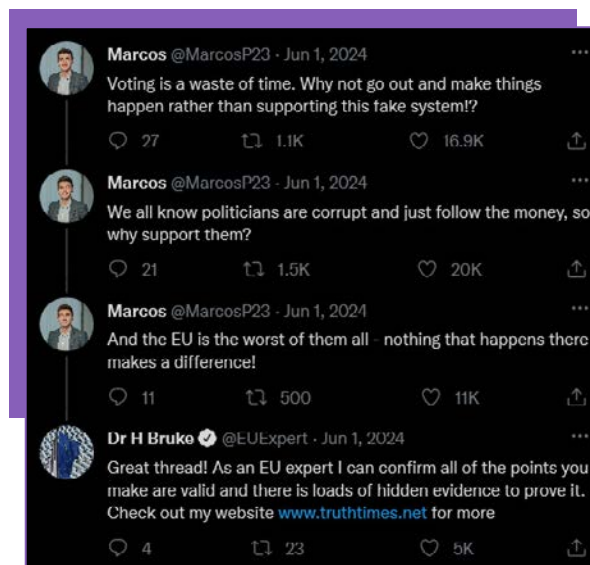 Marcos @MarcosP23 · Jun 1, 2024
Voting is a waste of time. Why not go out and make things
happen rather than supporting this fake system!?
27 1.1K 16.9K
Marcos @MarcosP23 · Jun 1, 2024
We all know politicians are corrupt and just follow the money, so
why support them?
21 1.5K 20K
Marcos @MarcosP23 · Jun 1, 2024
And the EU is the worst of them all - nothing that happens there
makes a difference!
11 500 11K
Dr H Bruke @EUExpert · Jun 1, 2024
Great thread! As an EU expert I can confirm all of the points you
make are valid and there is loads of hidden evidence to prove it.
Check out my website www.truthtimes.net for more
4 23 5K